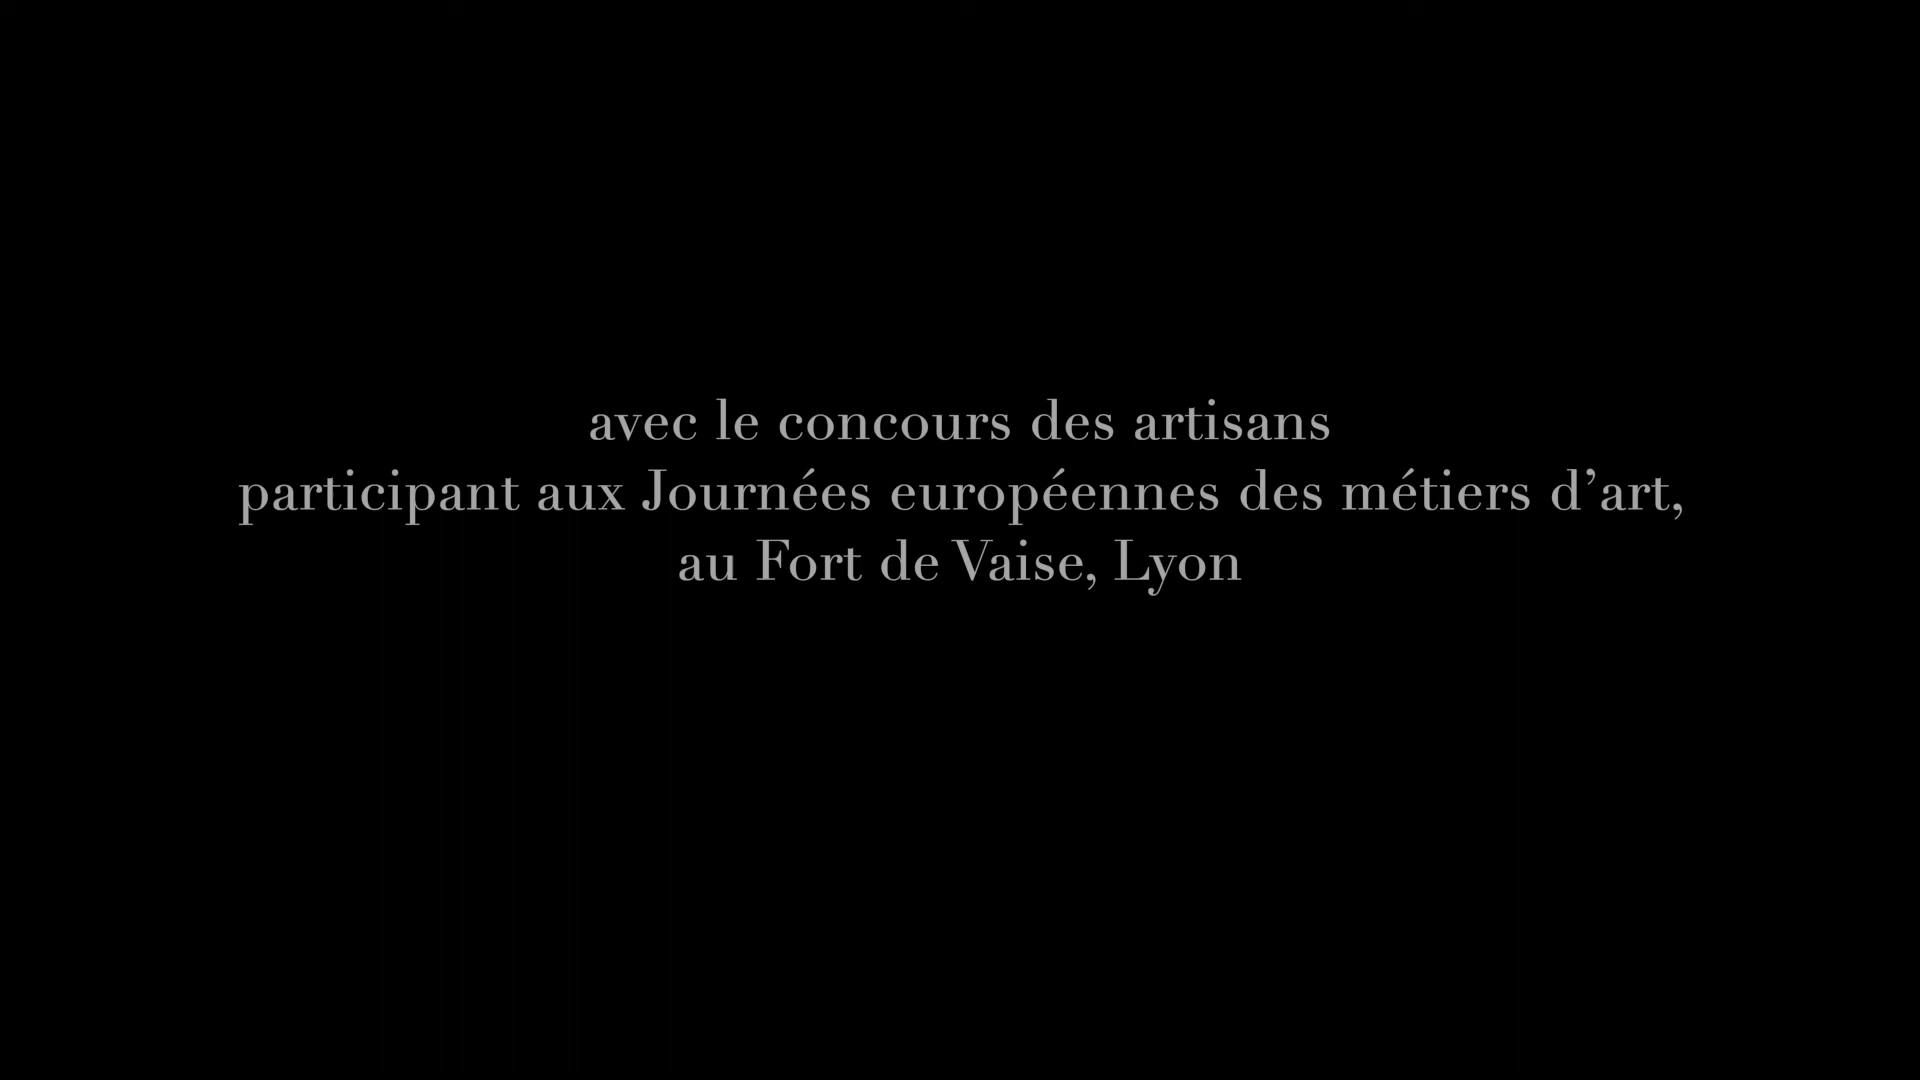 avec le concours des artisans
participant aux Journées européennes des métiers d’art,
au Fort de Vaise, Lyon